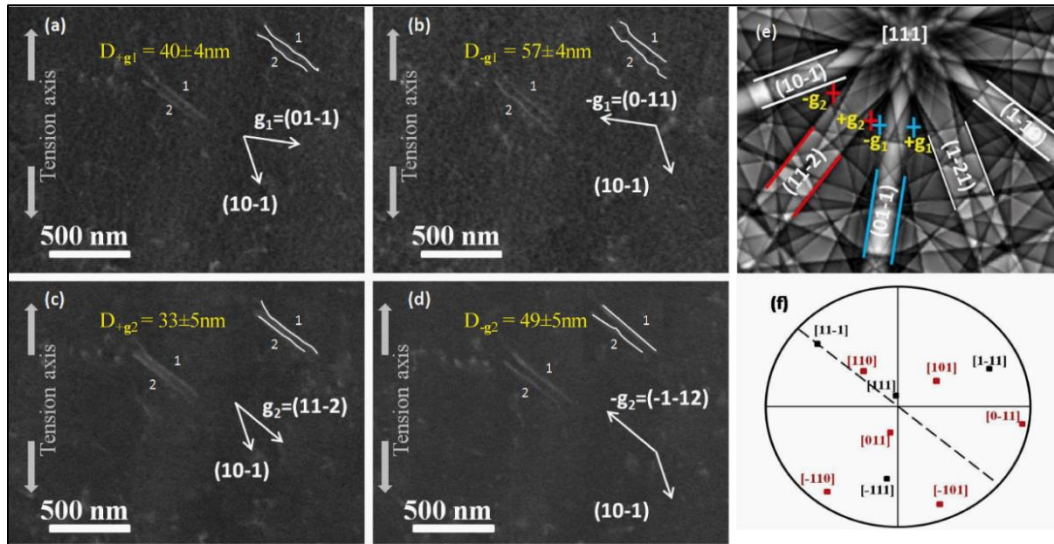 (a)
Tension axis
D+g1 = 40±4nm
1
2
1
2
g1=(01-1)
(10-1)
500 nm
(b)
Tension axis
D-g1 = 57±4nm
1
2
1
2
-g1=(0-11)
(10-1)
500 nm
(c)
Tension axis
D+g2 = 33±5nm
1
2
1
2
g2=(11-2)
(10-1)
500 nm
(d)
Tension axis
D-g2 = 49±5nm
1
2
1
2
-g2=(-1-12)
(10-1)
500 nm
(e)
[111]
(10-1)
-g2
+g2
-g1
+g1
(1-10)
(11-2)
(1-21)
(01-1)
(f)
[11-1]
[110]
[101]
[1-11]
[111]
[0-11]
[011]
[-110]
[-111]
[-101]